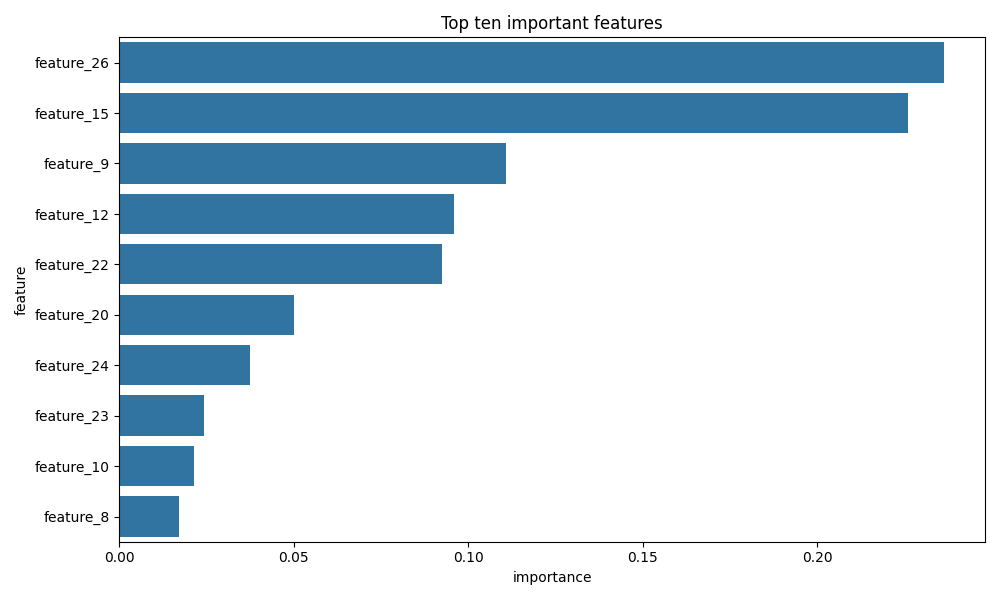 Top ten important features
feature_26
feature_15
feature_9
feature_12
feature_22
feature_20
feature_24
feature_23
feature_10
feature_8
feature
0.00 0.05 0.10 0.15 0.20
importance